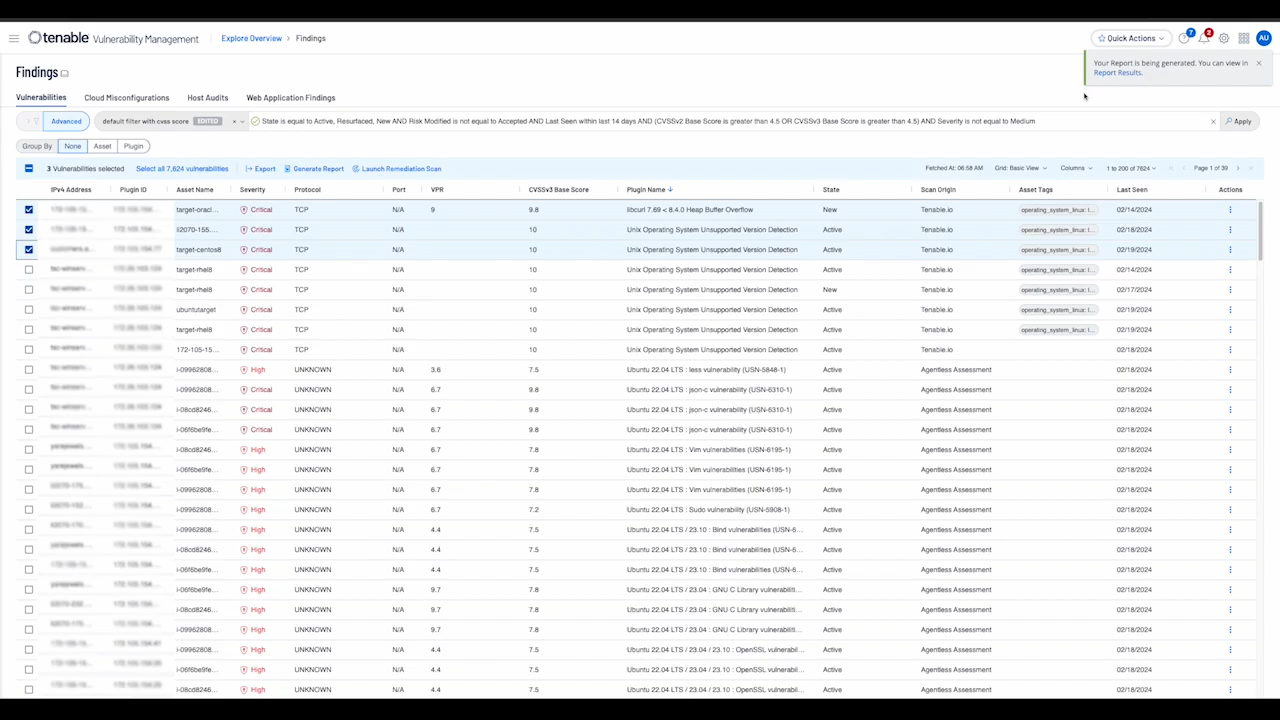 tenable Vulnerability Management Explore Overview > Findings Quick Actions 7 2 AU
Your Report is being generated. You can view in
Report Results.
Findings
Vulnerabilities Cloud Misconfigurations Host Audits Web Application Findings
Advanced default filter with cvss score EDITED State is equal to Active, Resurfaced, New AND Risk Modified is not equal to Accepted AND Last Seen within last 14 days AND (CVSSv2 Base Score is greater than 4.5 OR CVSSv3 Base Score is greater than 4.5) AND Severity is not equal to Medium Apply
Group By None Asset Plugin
3 Vulnerabilities selected Select all 7,624 vulnerabilities Export Generate Report Launch Remediation Scan Fetched At: 06:58 AM Grid: Basic View Columns 1 to 200 of 7624 Page 1 of 39
IPv4 Address Plugin ID Asset Name Severity Protocol Port VPR CVSSv3 Base Score Plugin Name State Scan Origin Asset Tags Last Seen Actions
target-oracl... Critical TCP N/A 9 9.8 libcurl 7.69 < 8.4.0 Heap Buffer Overflow New Tenable.io operating_system_linux: l... 02/14/2024
li2070-155.... Critical TCP N/A 10 Unix Operating System Unsupported Version Detection Active Tenable.io operating_system_linux: l... 02/18/2024
target-centos8 Critical TCP N/A 10 Unix Operating System Unsupported Version Detection Active Tenable.io operating_system_linux: l... 02/19/2024
target-rhel8 Critical TCP N/A 10 Unix Operating System Unsupported Version Detection Active Tenable.io operating_system_linux: l... 02/14/2024
target-rhel8 Critical TCP N/A 10 Unix Operating System Unsupported Version Detection New Tenable.io operating_system_linux: l... 02/17/2024
ubuntutarget Critical TCP N/A 10 Unix Operating System Unsupported Version Detection Active Tenable.io operating_system_linux: l... 02/19/2024
target-rhel8 Critical TCP N/A 10 Unix Operating System Unsupported Version Detection Active Tenable.io operating_system_linux: l... 02/19/2024
172-105-15... Critical TCP N/A 10 Unix Operating System Unsupported Version Detection Active Tenable.io 02/18/2024
i-09962808... High UNKNOWN N/A 3.6 7.5 Ubuntu 22.04 LTS : less vulnerability (USN-5848-1) Active Agentless Assessment 02/18/2024
i-09962808... Critical UNKNOWN N/A 6.7 9.8 Ubuntu 22.04 LTS : json-c vulnerability (USN-6310-1) Active Agentless Assessment 02/18/2024
i-08cd8246... Critical UNKNOWN N/A 6.7 9.8 Ubuntu 22.04 LTS : json-c vulnerability (USN-6310-1) Active Agentless Assessment 02/18/2024
i-06f6be9fe... Critical UNKNOWN N/A 6.7 9.8 Ubuntu 22.04 LTS : json-c vulnerability (USN-6310-1) Active Agentless Assessment 02/18/2024
i-08cd8246... High UNKNOWN N/A 6.7 7.8 Ubuntu 22.04 LTS : Vim vulnerabilities (USN-6195-1) Active Agentless Assessment 02/18/2024
i-06f6be9fe... High UNKNOWN N/A 6.7 7.8 Ubuntu 22.04 LTS : Vim vulnerabilities (USN-6195-1) Active Agentless Assessment 02/18/2024
i-09962808... High UNKNOWN N/A 6.7 7.8 Ubuntu 22.04 LTS : Vim vulnerabilities (USN-6195-1) Active Agentless Assessment 02/18/2024
i-09962808... High UNKNOWN N/A 6.7 7.2 Ubuntu 22.04 LTS : Sudo vulnerability (USN-5908-1) Active Agentless Assessment 02/18/2024
i-09962808... High UNKNOWN N/A 4.4 7.5 Ubuntu 22.04 LTS / 23.10 : Bind vulnerabilities (USN-6... Active Agentless Assessment 02/18/2024
i-08cd8246... High UNKNOWN N/A 4.4 7.5 Ubuntu 22.04 LTS / 23.10 : Bind vulnerabilities (USN-6... Active Agentless Assessment 02/18/2024
i-06f6be9fe... High UNKNOWN N/A 4.4 7.5 Ubuntu 22.04 LTS / 23.10 : Bind vulnerabilities (USN-6... Active Agentless Assessment 02/18/2024
i-06f6be9fe... High UNKNOWN N/A 9.7 7.8 Ubuntu 22.04 LTS / 23.04 : GNU C Library vulnerabiliti... Active Agentless Assessment 02/18/2024
i-08cd8246... High UNKNOWN N/A 9.7 7.8 Ubuntu 22.04 LTS / 23.04 : GNU C Library vulnerabiliti... Active Agentless Assessment 02/18/2024
i-09962808... High UNKNOWN N/A 9.7 7.8 Ubuntu 22.04 LTS / 23.04 : GNU C Library vulnerabiliti... Active Agentless Assessment 02/18/2024
i-09962808... High UNKNOWN N/A 4.4 7.5 Ubuntu 22.04 LTS / 23.04 / 23.10 : OpenSSL vulnerabil... Active Agentless Assessment 02/18/2024
i-06f6be9fe... High UNKNOWN N/A 4.4 7.5 Ubuntu 22.04 LTS / 23.04 / 23.10 : OpenSSL vulnerabil... Active Agentless Assessment 02/18/2024
i-08cd8246... High UNKNOWN N/A 4.4 7.5 Ubuntu 22.04 LTS / 23.04 / 23.10 : OpenSSL vulnerabil... Active Agentless Assessment 02/18/2024